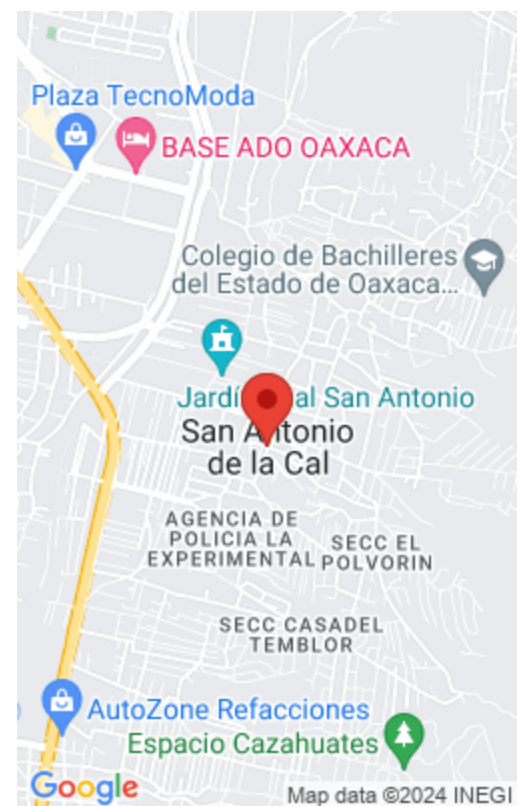 Plaza TecnoModa
BASE ADO OAXACA
Colegio de Bachilleres
del Estado de Oaxaca...
al San Antonio
San A tonio
de la Cal
AGENCIA DE
POLICIA LA
EXPERIMENTAL
SECC EL
POLVORIN
SECC CASADEL
TEMBLOR
AutoZone Refacciones
Espacio Cazahuates
Google
Map data ©2024 INEGI